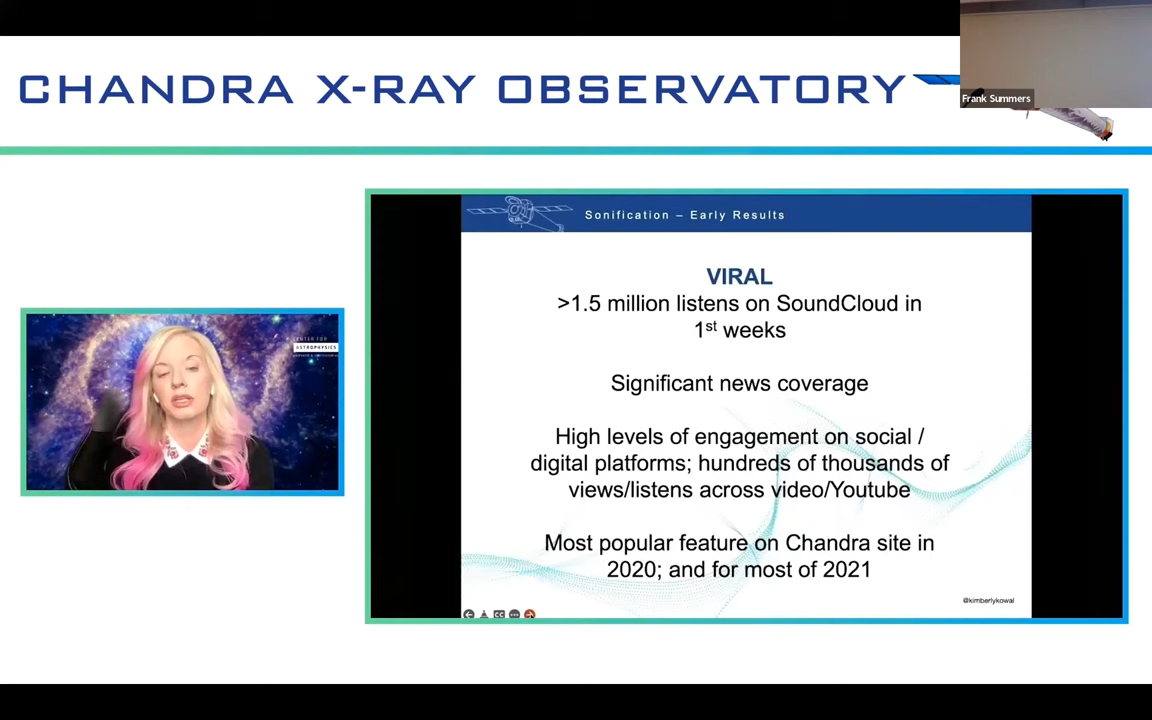 CHANDRA X-RAY OBSERVATORY
Frank Summers
Sonification – Early Results
VIRAL
>1.5 million listens on SoundCloud in
1st weeks
Significant news coverage
High levels of engagement on social /
digital platforms; hundreds of thousands of
views/listens across video/Youtube
Most popular feature on Chandra site in
2020; and for most of 2021
@kimberlykowal
CENTER FOR
ASTROPHYSICS
CC